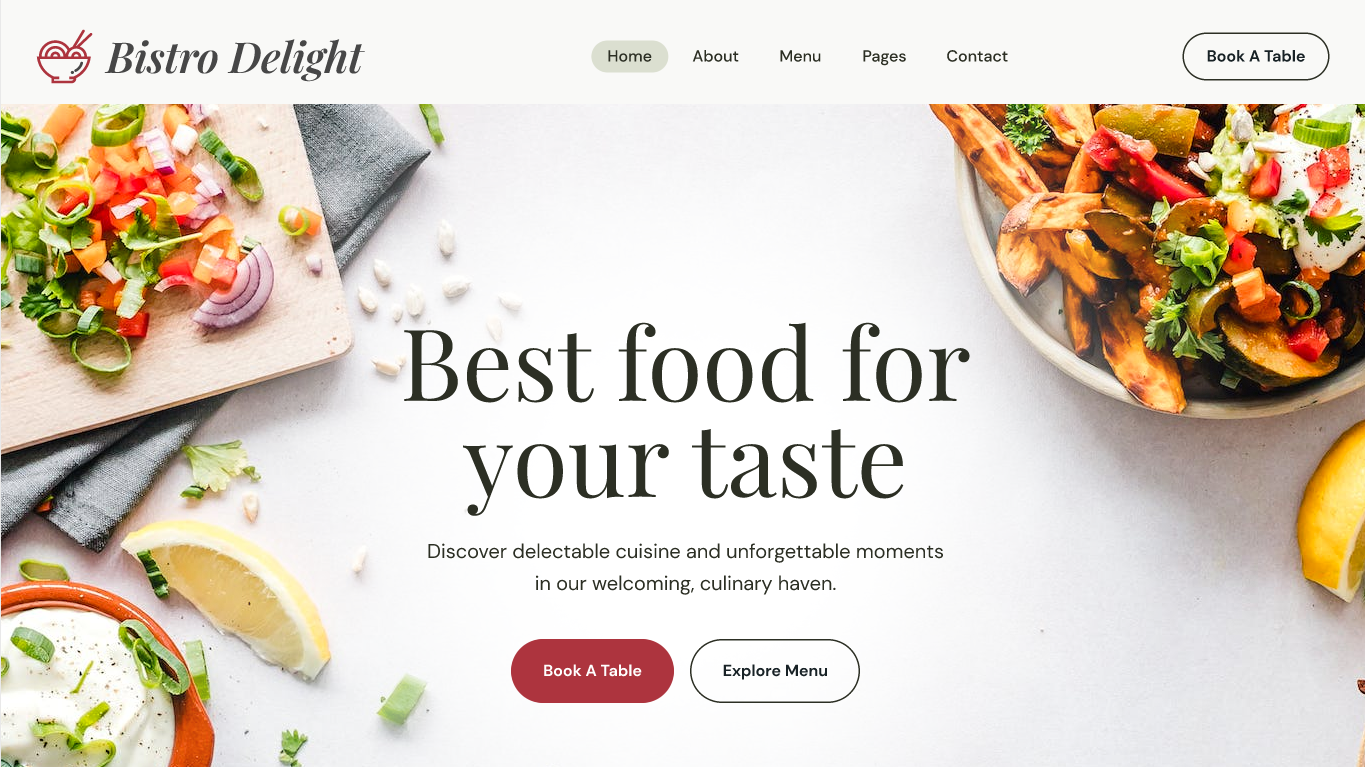 Bistro Delight
Home About Menu Pages Contact
Book A Table
Best food for
your taste
Discover delectable cuisine and unforgettable moments
in our welcoming, culinary haven.
Book A Table
Explore Menu